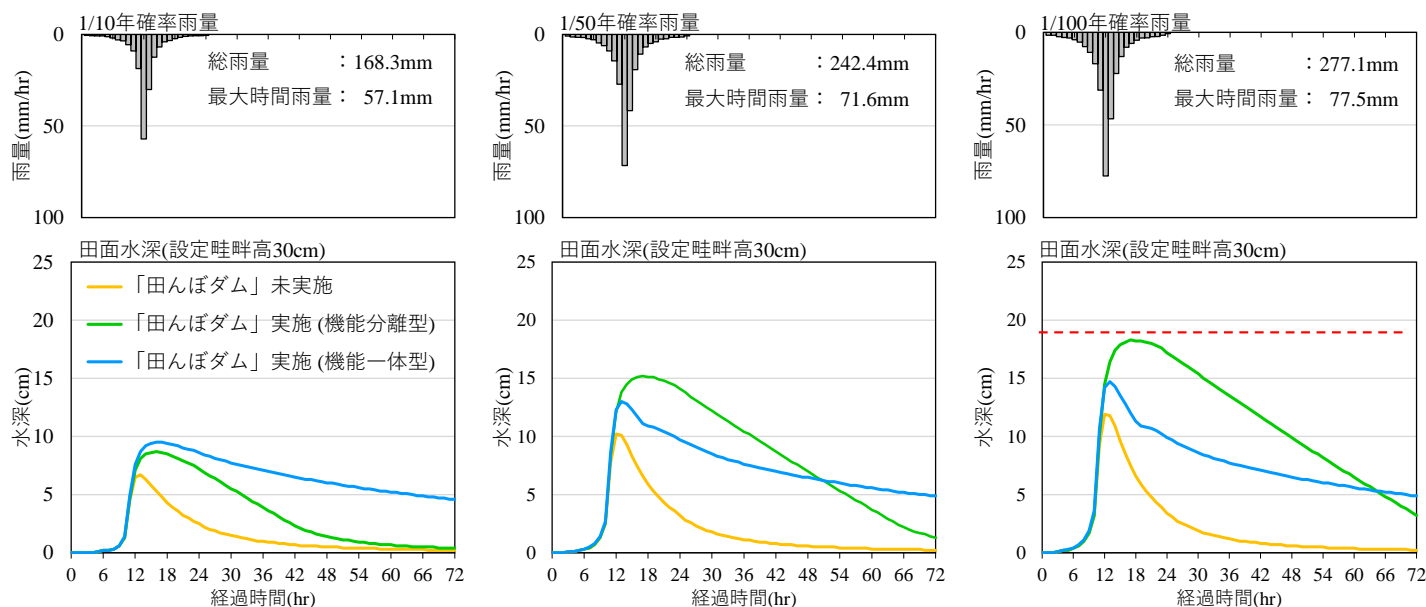 1/10年確率雨量
総雨量　　　：168.3mm
最大時間雨量： 57.1mm
雨量(mm/hr)
0
50
100
1/50年確率雨量
総雨量　　　：242.4mm
最大時間雨量： 71.6mm
雨量(mm/hr)
0
50
100
1/100年確率雨量
総雨量　　　：277.1mm
最大時間雨量： 77.5mm
雨量(mm/hr)
0
50
100
田面水深(設定畦畔高30cm)
「田んぼダム」未実施
「田んぼダム」実施 (機能分離型)
「田んぼダム」実施 (機能一体型)
水深(cm)
25
20
15
10
5
0
0 6 12 18 24 30 36 42 48 54 60 66 72
経過時間(hr)
田面水深(設定畦畔高30cm)
水深(cm)
25
20
15
10
5
0
0 6 12 18 24 30 36 42 48 54 60 66 72
経過時間(hr)
田面水深(設定畦畔高30cm)
水深(cm)
25
20
15
10
5
0
0 6 12 18 24 30 36 42 48 54 60 66 72
経過時間(hr)